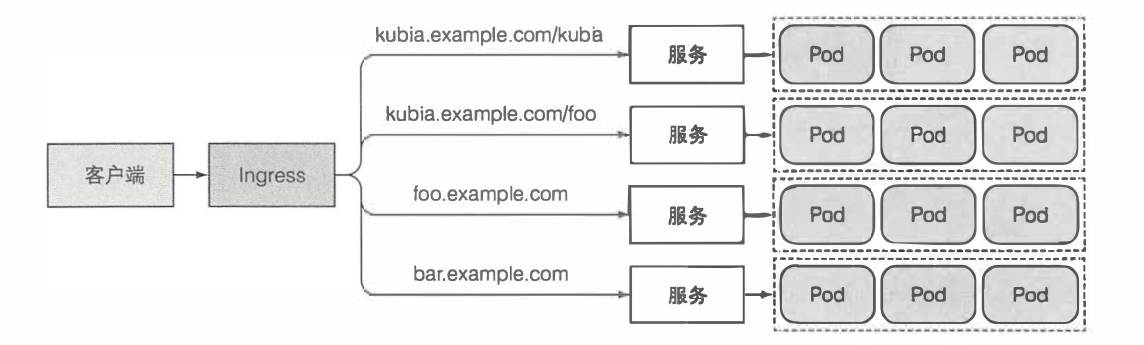 kubia.example.com/kuba
服务
Pod Pod Pod
kubia.example.com/foo
服务
Pod Pod Pod
客户端
Ingress
foo.example.com
服务
Pod Pod Pod
bar.example.com
服务
Pod Pod Pod